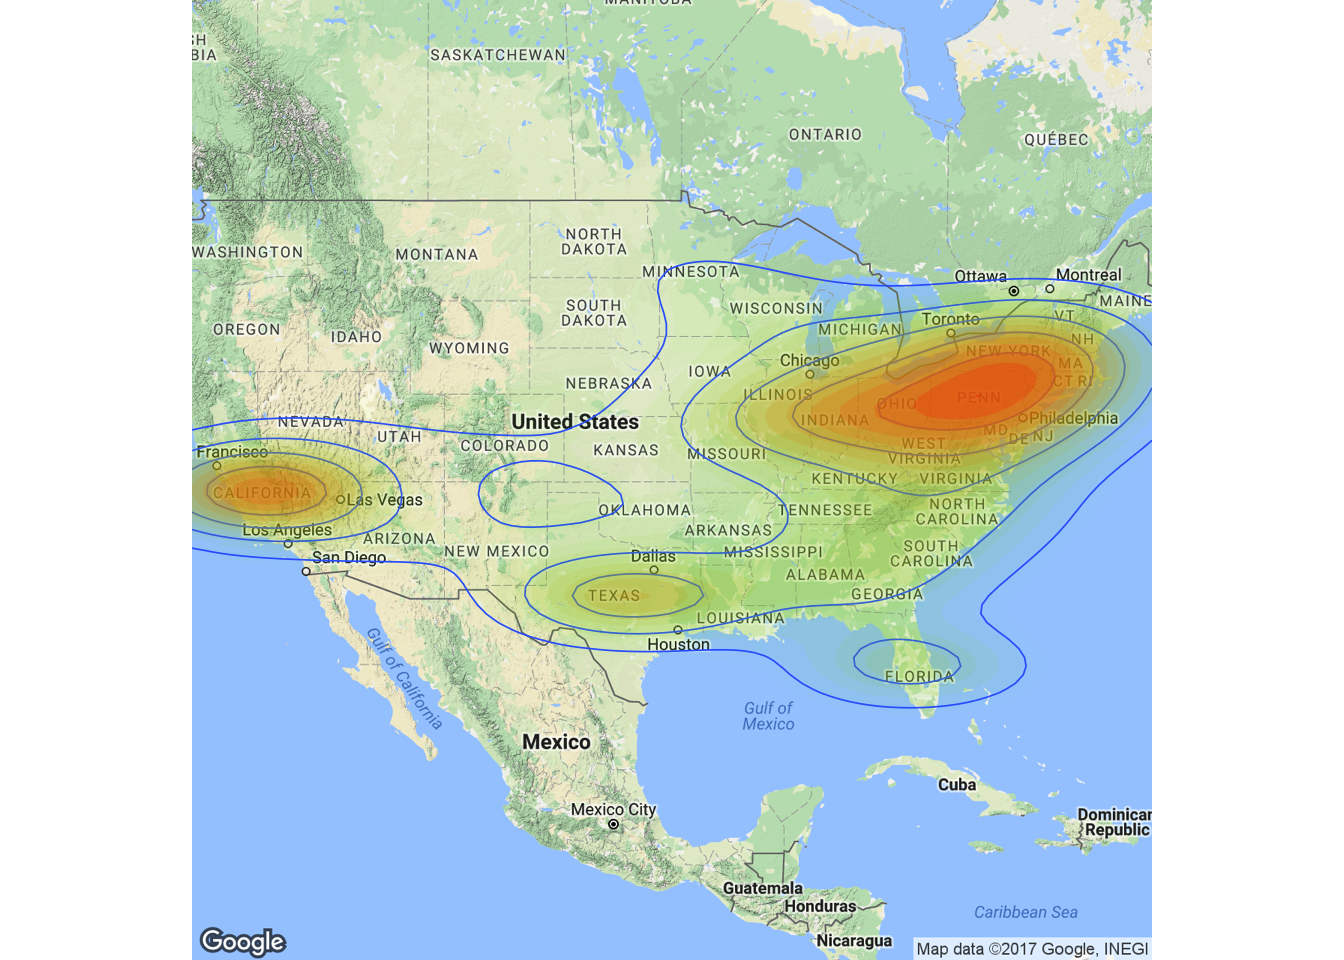 MANITOBA
SH
BIA
SASKATCHEWAN
ONTARIO
QUÉBEC
WASHINGTON
MONTANA
NORTH
DAKOTA
MINNESOTA
Ottawa
Montreal
MAINE
OREGON
IDAHO
WYOMING
SOUTH
DAKOTA
WISCONSIN
MICHIGAN
Toronto
VT
NH
NEW YORK
MA
CT RI
Chicago
IOWA
NEBRASKA
ILLINOIS
INDIANA
OHIO
PENN
Philadelphia
MD
DE
NJ
NEVADA
UTAH
United States
COLORADO
KANSAS
MISSOURI
WEST
VIRGINIA
KENTUCKY
VIRGINIA
Francisco
CALIFORNIA
Las Vegas
Los Angeles
ARIZONA
San Diego
NEW MEXICO
OKLAHOMA
ARKANSAS
TENNESSEE
NORTH
CAROLINA
SOUTH
CAROLINA
Dallas
MISSISSIPPI
ALABAMA
GEORGIA
TEXAS
LOUISIANA
Houston
FLORIDA
Gulf of California
Gulf of
Mexico
Mexico
Mexico City
Cuba
Dominican
Republic
Guatemala
Honduras
Nicaragua
Caribbean Sea
Google
Map data ©2017 Google, INEGI